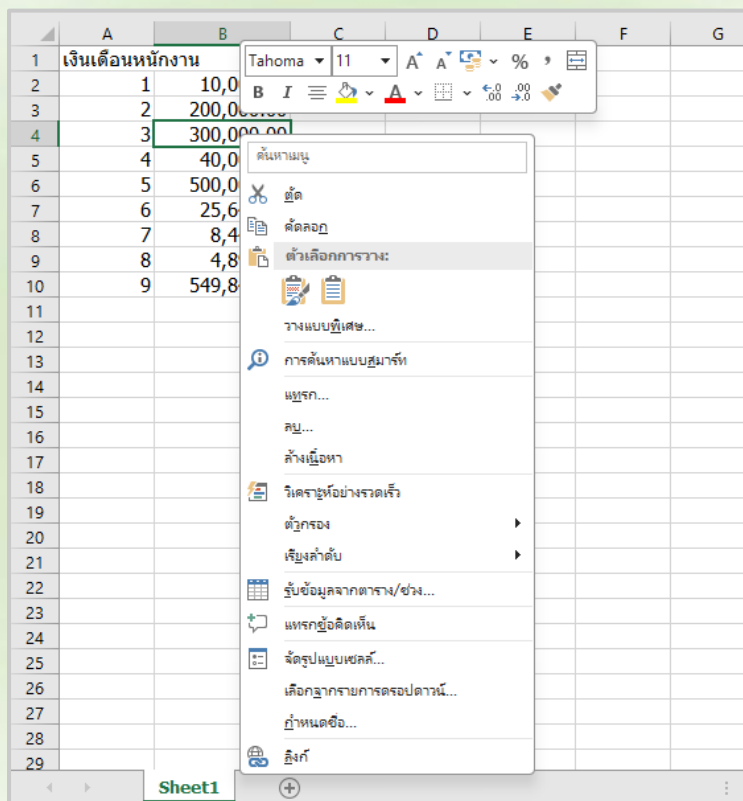 A B C D E F G
1 เงินเดือนหนักงาน
Tahoma 11 A A % ,
B I A .00 .00
2 1 10,0
3 2 200,000.00
4 3 300,000.00
ค้นหาเมนู
5 4 40,0
6 5 500,0
ตัด
7 6 25,6
คัดลอก
8 7 8,4
9 8 4,8
ตัวเลือกการวาง:
10 9 549,8
11
12
วางแบบพิเศษ...
13
การค้นหาแบบสมาร์ท
14
แทรก...
15
16
ลบ...
17
ล้างเนื้อหา
18
วิเคราะห์อย่างรวดเร็ว
19
20
ตัวกรอง
21
เรียงลำดับ
22
รับข้อมูลจากตาราง/ช่วง...
23
24
แทรกข้อคิดเห็น
25
จัดรูปแบบเซลล์...
26
เลือกจากรายการดรอปดาวน์...
27
กำหนดชื่อ...
28
29
ลิงก์
Sheet1